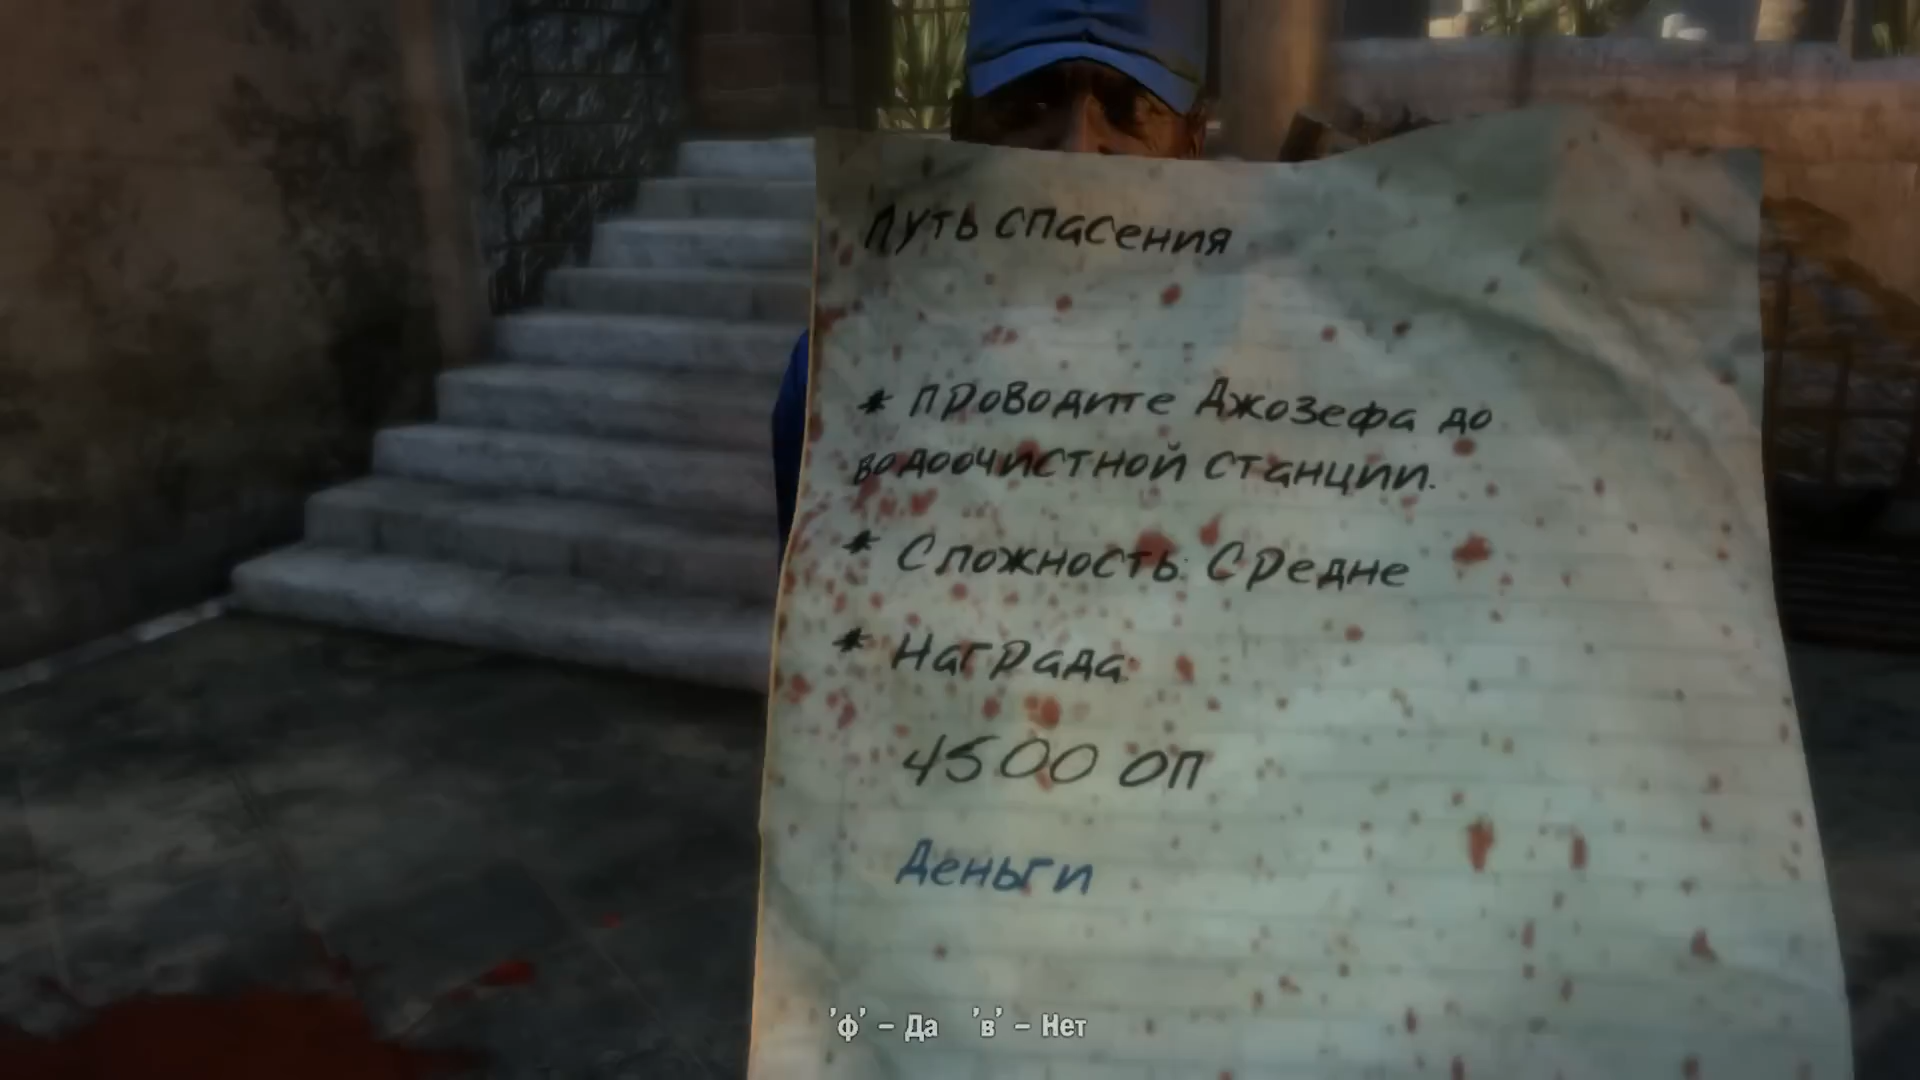 Путь спасения
* Проводите Джозефа до
водоочистной станции.
* Сложность: Средне
* Награда:
4500 ОП
Деньги
'ф' – Да 'в' – Нет